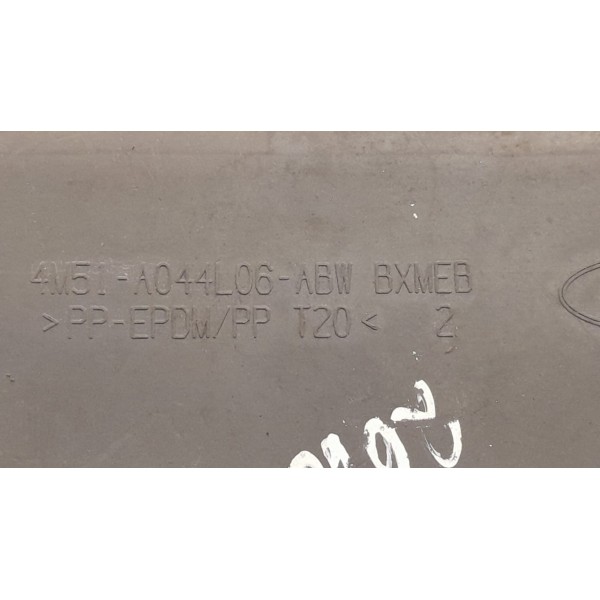 4M51-A044L06-ABW BXMEB
>PP-EPDM/PP T20< 2